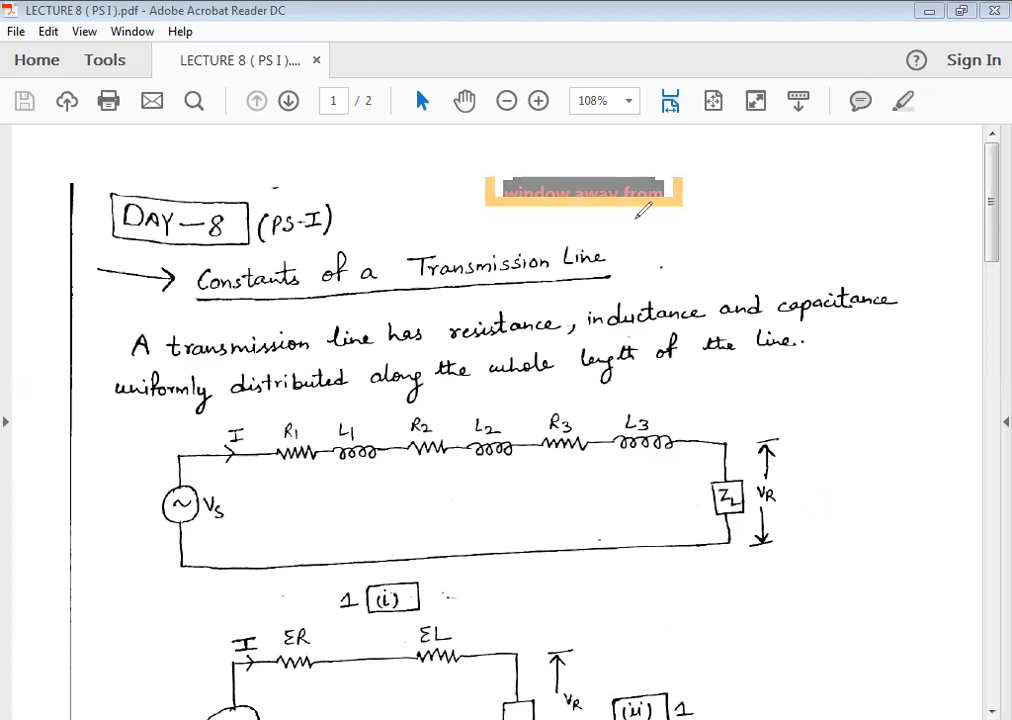 LECTURE 8 ( PS I ).pdf - Adobe Acrobat Reader DC
File Edit View Window Help
Home Tools LECTURE 8 ( PS I ).... × Sign In
1 / 2 108%
window away from
DAY-8 (PS-I)
Constants of a Transmission Line
A transmission line has resistance, inductance and capacitance
uniformly distributed along the whole length of the line.
I R1 L1 R2 L2 R3 L3
VS ZL VR
1 (i)
I ΣR ΣL
VR (ii) 1